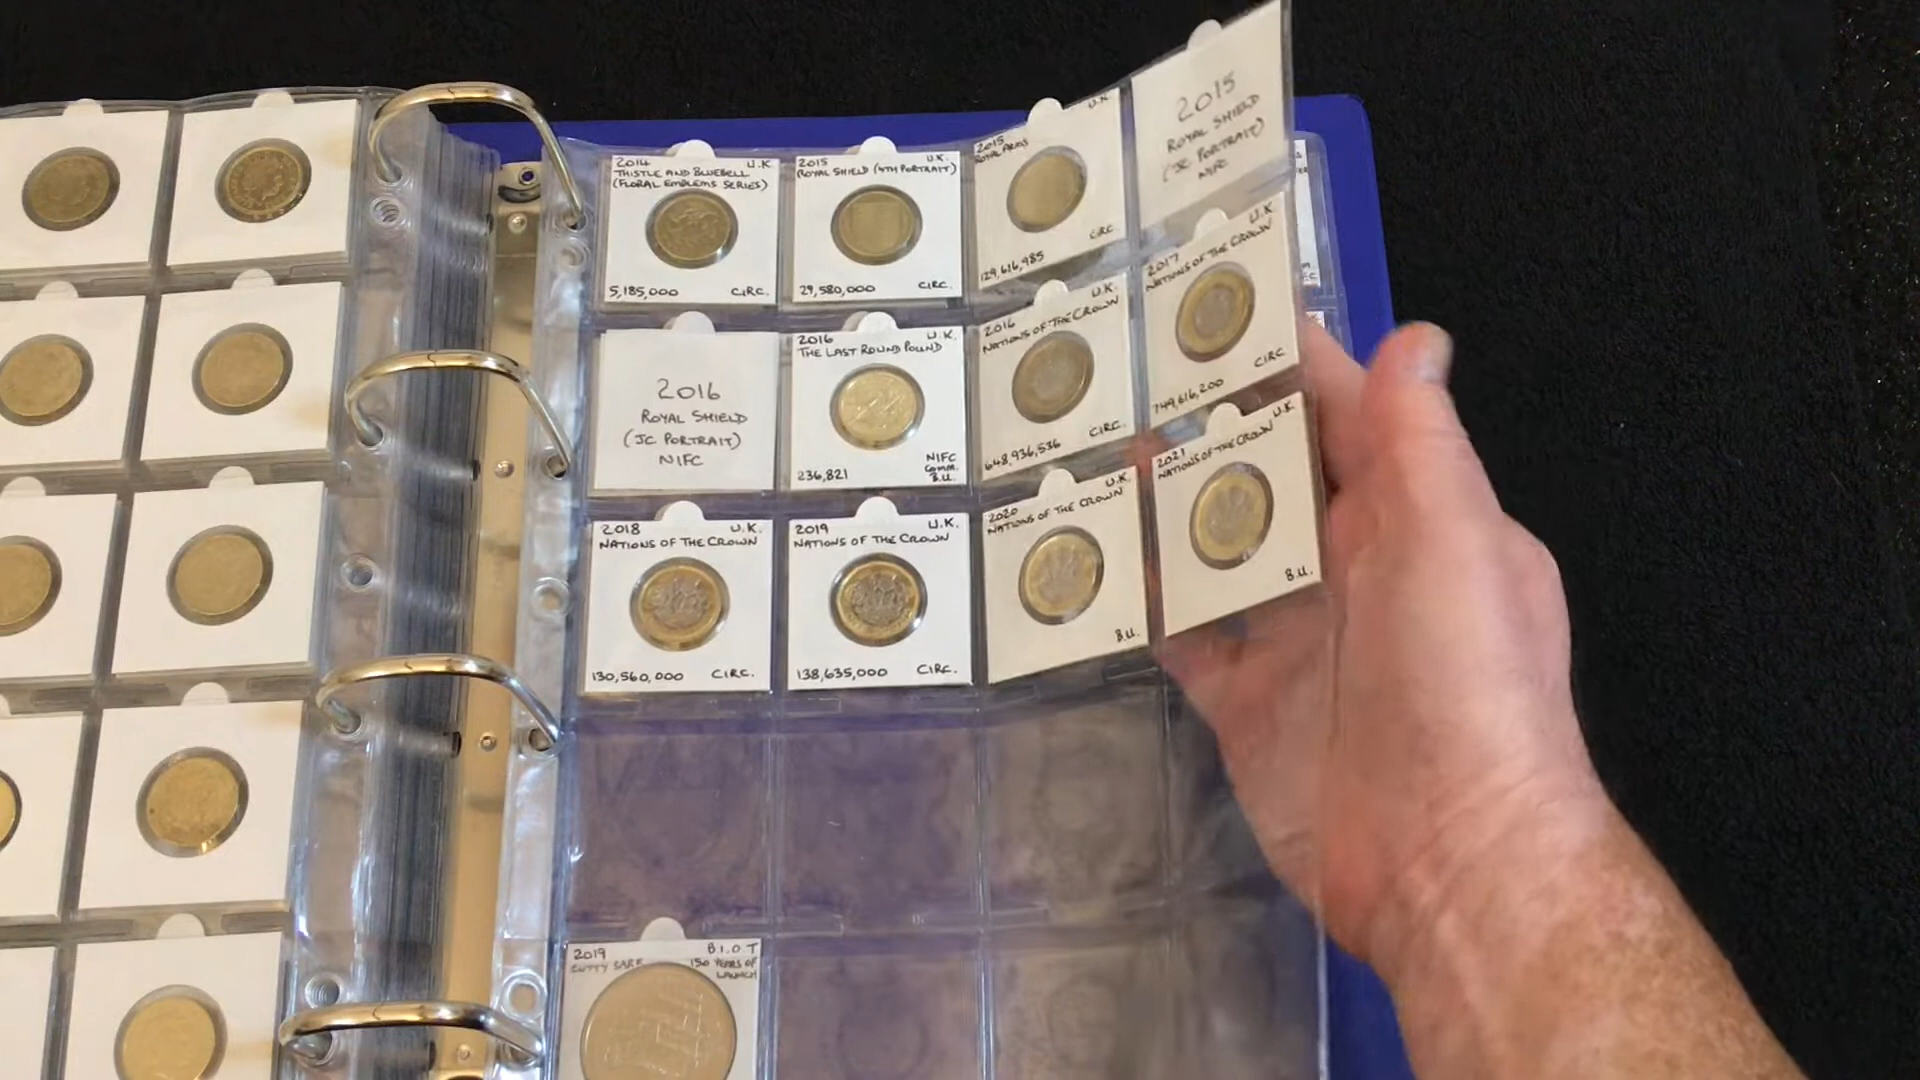 2014 U.K
THISTLE AND BLUEBELL
(FLORAL EMBLEMS SERIES)
5,185,000 CIRC.
2015 U.K.
ROYAL SHIELD (4TH PORTRAIT)
29,580,000 CIRC.
2015 U.K
ROYAL ARMS
129,616,985 CIRC.
2015
ROYAL SHIELD
(JC PORTRAIT)
NIFC
2016
ROYAL SHIELD
(JC PORTRAIT)
NIFC
2016 U.K.
THE LAST ROUND POUND
236,821 NIFC
COMM.
B.U.
2016 U.K.
NATIONS OF THE CROWN
648,936,536 CIRC.
2017 U.K
NATIONS OF THE CROWN
749,616,200 CIRC
2018 U.K.
NATIONS OF THE CROWN
130,560,000 CIRC.
2019 U.K.
NATIONS OF THE CROWN
138,635,000 CIRC.
2020 U.K.
NATIONS OF THE CROWN
B.U.
2021 U.K
NATIONS OF THE CROWN
B.U.
2019 B.I.O.T
CUTTY SARK 150 YEARS OF
LAUNCH